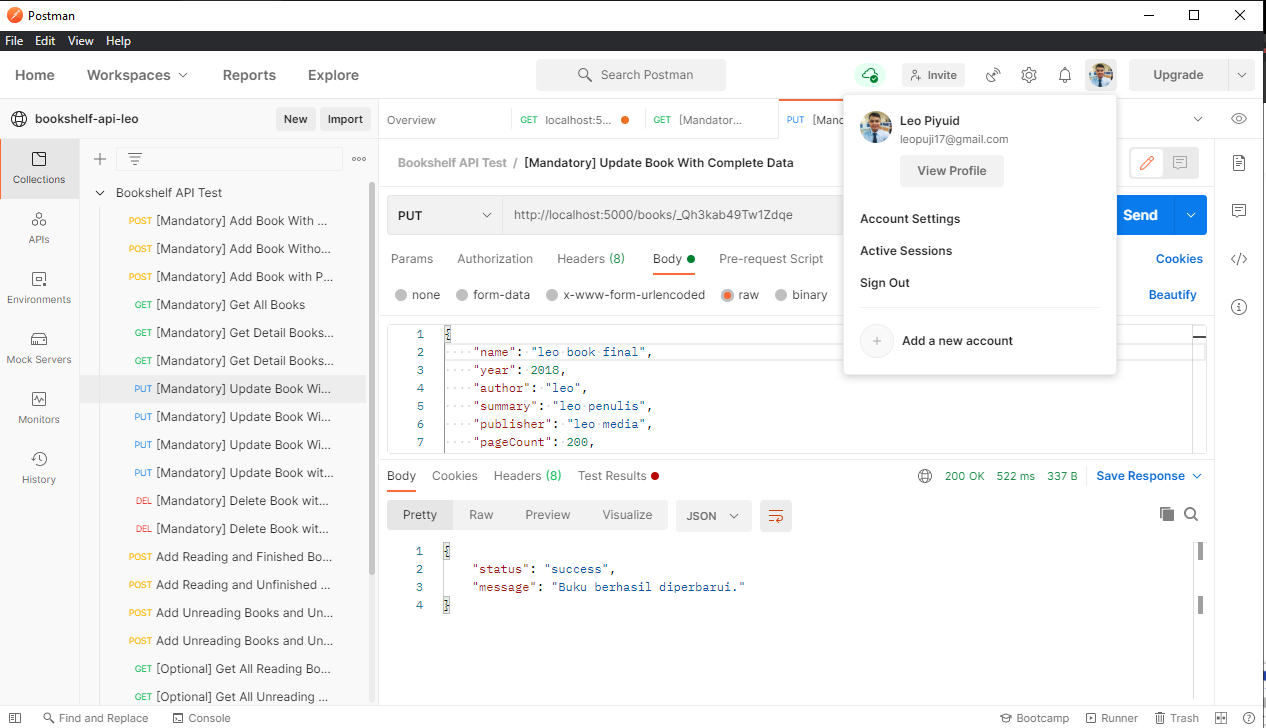 Postman
File Edit View Help
Home Workspaces Reports Explore Search Postman Invite Upgrade
bookshelf-api-leo New Import
Overview GET localhost:5... GET [Mandator... PUT [Mand
Leo Piyuid
leopuji17@gmail.com
View Profile
Account Settings
Active Sessions
Sign Out
Add a new account
Collections
APIs
Environments
Mock Servers
Monitors
History
Bookshelf API Test
POST [Mandatory] Add Book With ...
POST [Mandatory] Add Book Witho...
POST [Mandatory] Add Book with P...
GET [Mandatory] Get All Books
GET [Mandatory] Get Detail Books...
GET [Mandatory] Get Detail Books...
PUT [Mandatory] Update Book Wi...
PUT [Mandatory] Update Book Wi...
PUT [Mandatory] Update Book Wi...
PUT [Mandatory] Update Book wit...
DEL [Mandatory] Delete Book wit...
DEL [Mandatory] Delete Book wit...
POST Add Reading and Finished Bo...
POST Add Reading and Unfinished ...
POST Add Unreading Books and Un...
POST Add Unreading Books and Un...
GET [Optional] Get All Reading Bo...
GET [Optional] Get All Unreading ...
Bookshelf API Test / [Mandatory] Update Book With Complete Data
PUT http://localhost:5000/books/_Qh3kab49Tw1Zdqe Send
Params Authorization Headers (8) Body Pre-request Script Cookies
none form-data x-www-form-urlencoded raw binary Beautify
1 {
2 "name": "leo book final",
3 "year": 2018,
4 "author": "leo",
5 "summary": "leo penulis",
6 "publisher": "leo media",
7 "pageCount": 200,
Body Cookies Headers (8) Test Results 200 OK 522 ms 337 B Save Response
Pretty Raw Preview Visualize JSON
1 {
2 "status": "success",
3 "message": "Buku berhasil diperbarui."
4 }
Find and Replace Console Bootcamp Runner Trash